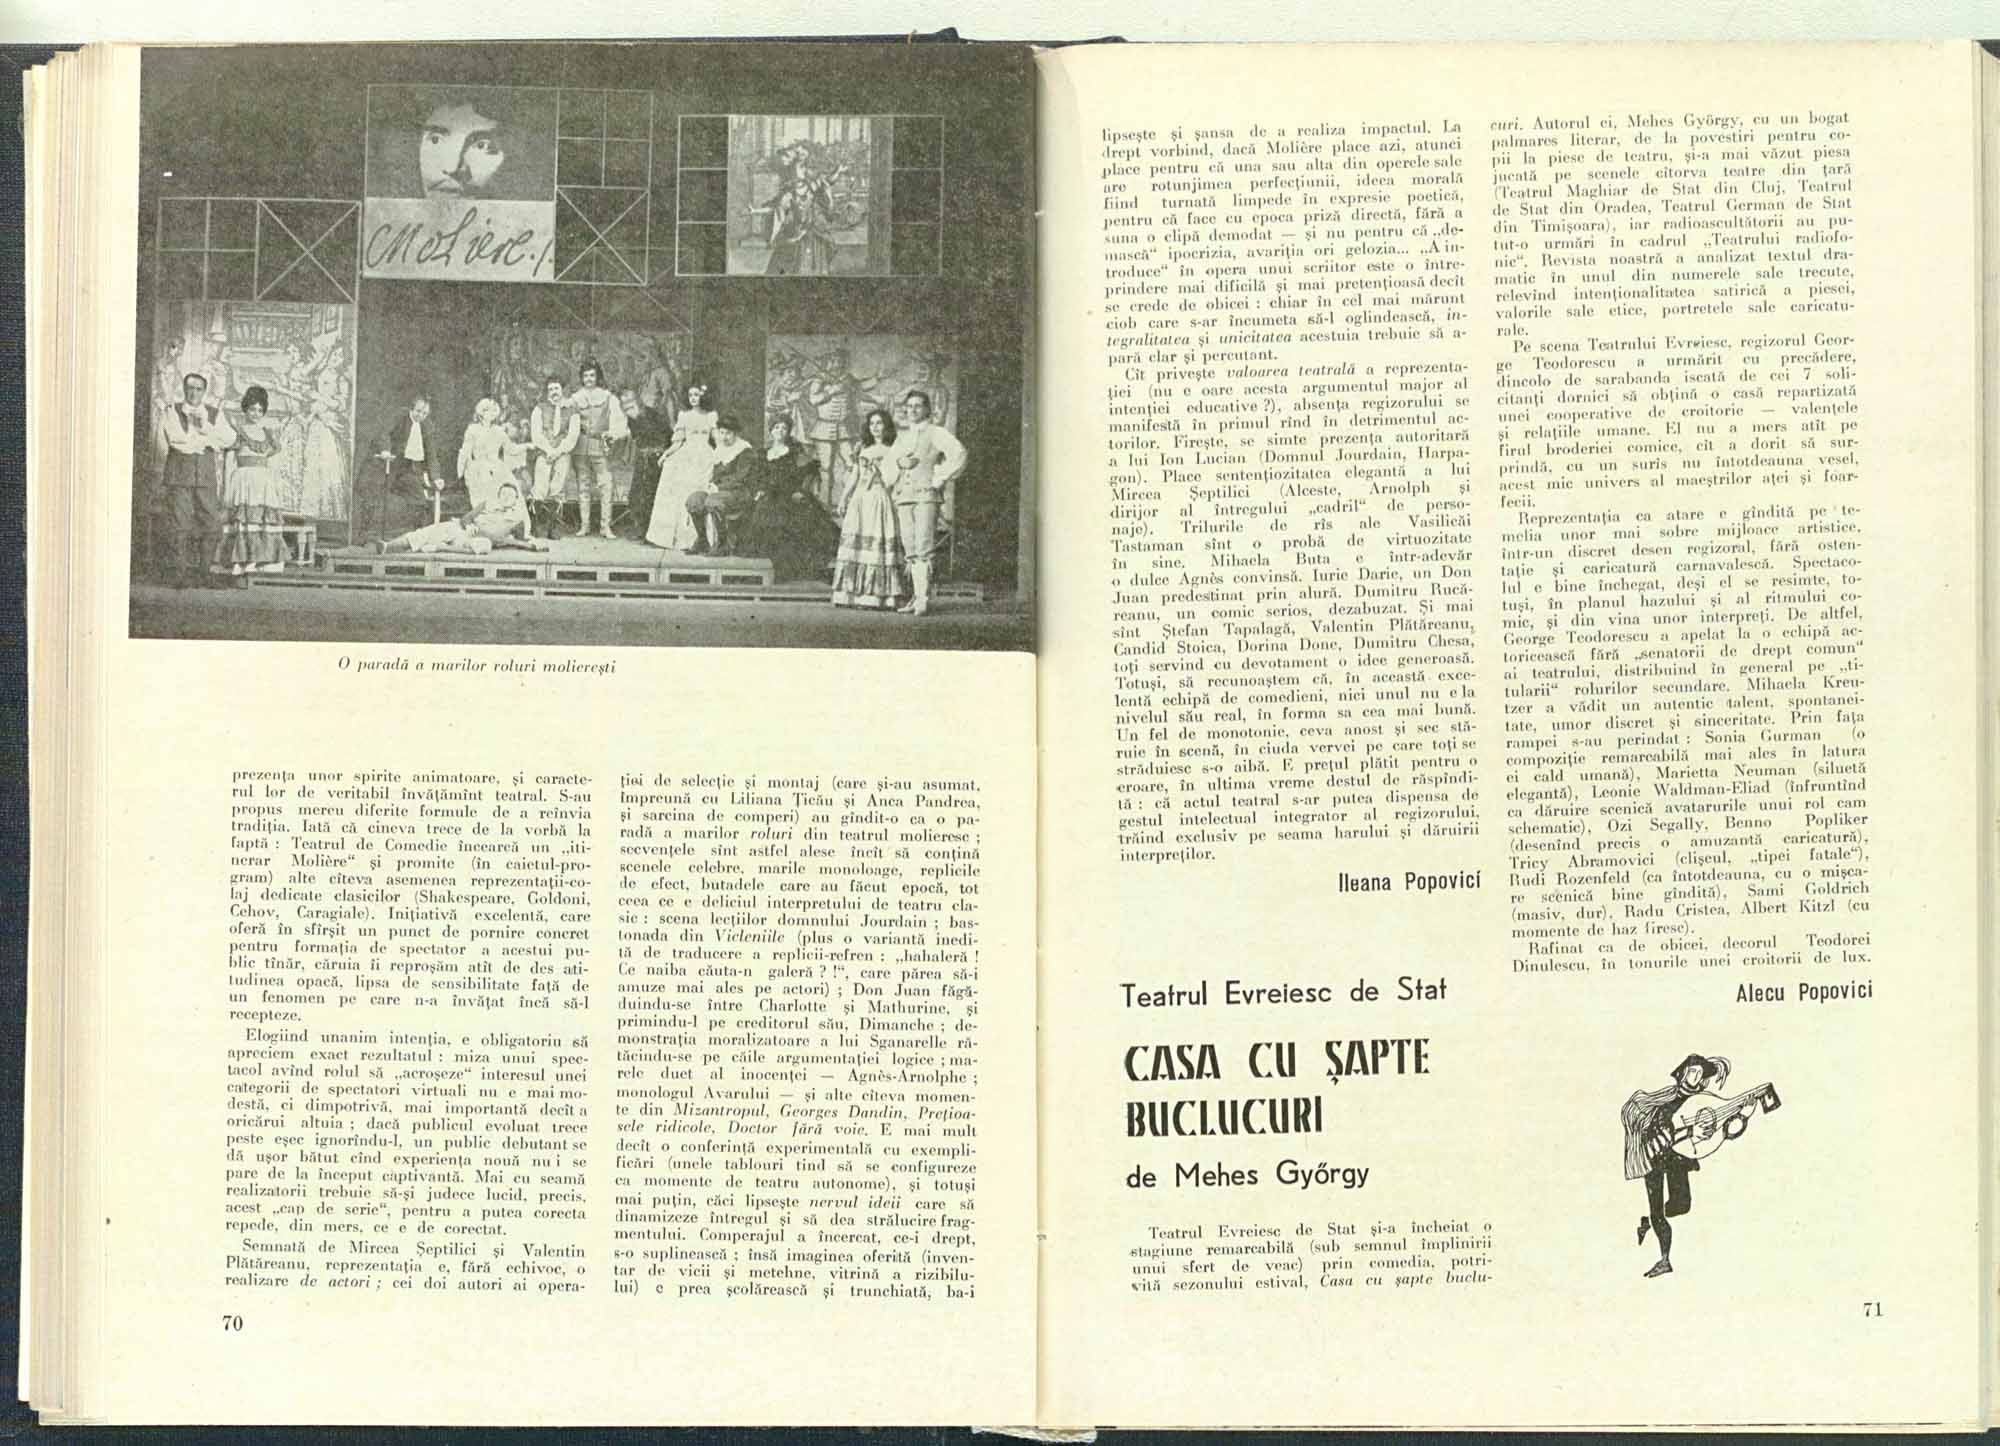 Moliere./.
O paradă a marilor roluri molierești
prezența unor spirite animatoare, și caracte-
rul lor de veritabil învățămînt teatral. S-au
propus mereu diferite formule de a reînvia
tradiția. Iată că cineva trece de la vorbă la
faptă : Teatrul de Comedie încearcă un „iti-
nerar Molière“ și promite (în caietul-pro-
gram) alte cîteva asemenea reprezentații-co-
laj dedicate clasicilor (Shakespeare, Goldoni,
Cehov, Caragiale). Inițiativă excelentă, care
oferă în sfîrșit un punct de pornire concret
pentru formația de spectator a acestui pu-
blic tînăr, căruia îi reproșăm atît de des ati-
tudinea opacă, lipsa de sensibilitate față de
un fenomen pe care n-a învățat încă să-l
recepteze.
Elogiind unanim intenția, e obligatoriu să
apreciem exact rezultatul : miza unui spec-
tacol avînd rolul să „acroșeze“ interesul unei
categorii de spectatori virtuali nu e mai mo-
destă, ci dimpotrivă, mai importantă decît a
oricărui altuia ; dacă publicul evoluat trece
peste eșec ignorîndu-l, un public debutant se
dă ușor bătut cînd experiența nouă nu i se
pare de la început captivantă. Mai cu seamă
realizatorii trebuie să-și judece lucid, precis,
acest „cap de serie“, pentru a putea corecta
repede, din mers, ce e de corectat.
Semnată de Mircea Șeptilici și Valentin
Plătăreanu, reprezentația e, fără echivoc, o
realizare de actori ; cei doi autori ai opera-
ției de selecție și montaj (care și-au asumat,
împreună cu Liliana Țicău și Anca Pandrea,
și sarcina de comperi) au gîndit-o ca o pa-
radă a marilor roluri din teatrul molieresc ;
secvențele sînt astfel alese încît să conțină
scenele celebre, marile monoloage, replicile
de efect, butadele care au făcut epocă, tot
ceea ce e deliciul interpretului de teatru cla-
sic : scena lecțiilor domnului Jourdain ; bas-
tonada din Vicleniile (plus o variantă inedi-
tă de traducere a replicii-refren : „hahaleră !
Ce naiba căuta-n galeră ? !“, care părea să-i
amuze mai ales pe actori) ; Don Juan făgă-
duindu-se între Charlotte și Mathurine, și
primindu-l pe creditorul său, Dimanche ; de-
monstrația moralizatoare a lui Sganarelle ră-
tăcindu-se pe căile argumentației logice ; ma-
rele duet al inocenței — Agnès-Arnolphe ;
monologul Avarului — și alte cîteva momen-
te din Mizantropul, Georges Dandin, Prețioa-
sele ridicole, Doctor fără voie. E mai mult
decît o conferință experimentală cu exempli-
ficări (unele tablouri tind să se configureze
ca momente de teatru autonome), și totuși
mai puțin, căci lipsește nervul ideii care să
dinamizeze întregul și să dea strălucire frag-
mentului. Comperajul a încercat, ce-i drept,
s-o suplinească ; însă imaginea oferită (inven-
tar de vicii și metehne, vitrină a rizibilu-
lui) e prea școlărească și trunchiată, ba-i
70
lipsește și șansa de a realiza impactul. La
drept vorbind, dacă Molière place azi, atunci
place pentru că una sau alta din operele sale
are rotunjimea perfecțiunii, ideea morală
fiind turnată limpede în expresie poetică,
pentru că face cu epoca priză directă, fără a
suna o clipă demodat — și nu pentru că „de-
mască“ ipocrizia, avariția ori gelozia... „A in-
troduce“ în opera unui scriitor este o între-
prindere mai dificilă și mai pretențioasă decît
se crede de obicei : chiar în cel mai mărunt
ciob care s-ar încumeta să-l oglindească, in-
tegralitatea și unicitatea acestuia trebuie să a-
pară clar și percutant.
Cît privește valoarea teatrală a reprezenta-
ției (nu e oare acesta argumentul major al
intenției educative ?), absența regizorului se
manifestă în primul rînd în detrimentul ac-
torilor. Firește, se simte prezența autoritară
a lui Ion Lucian (Domnul Jourdain, Harpa-
gon). Place sentențiozitatea elegantă a lui
Mircea Șeptilici (Alceste, Arnolph și
dirijor al întregului „cadril“ de perso-
naje). Trilurile de rîs ale Vasilicăi
Tastaman sînt o probă de virtuozitate
în sine. Mihaela Buta e într-adevăr
o dulce Agnès convinsă. Iurie Darie, un Don
Juan predestinat prin alură. Dumitru Rucă-
reanu, un comic serios, dezabuzat. Și mai
sînt Ștefan Tapalagă, Valentin Plătăreanu,
Candid Stoica, Dorina Done, Dumitru Chesa,
toți servind cu devotament o idee generoasă.
Totuși, să recunoaștem că, în această exce-
lentă echipă de comedieni, nici unul nu e la
nivelul său real, în forma sa cea mai bună.
Un fel de monotonie, ceva anost și sec stă-
ruie în scenă, în ciuda vervei pe care toți se
străduiesc s-o aibă. E prețul plătit pentru o
eroare, în ultima vreme destul de răspîndi-
tă : că actul teatral s-ar putea dispensa de
gestul intelectual integrator al regizorului,
trăind exclusiv pe seama harului și dăruirii
interpreților.
Ileana Popovici
Teatrul Evreiesc de Stat
CASA CU ȘAPTE
BUCLUCURI
de Mehes Győrgy
Teatrul Evreiesc de Stat și-a încheiat o
stagiune remarcabilă (sub semnul împlinirii
unui sfert de veac) prin comedia, potri-
vită sezonului estival, Casa cu șapte buclu-
curi. Autorul ei, Mehes Győrgy, cu un bogat
palmares literar, de la povestiri pentru co-
pii la piese de teatru, și-a mai văzut piesa
jucată pe scenele cîtorva teatre din țară
(Teatrul Maghiar de Stat din Cluj, Teatrul
de Stat din Oradea, Teatrul German de Stat
din Timișoara), iar radioascultătorii au pu-
tut-o urmări în cadrul „Teatrului radiofo-
nic“. Revista noastră a analizat textul dra-
matic în unul din numerele sale trecute,
relevînd intenționalitatea satirică a piesei,
valorile sale etice, portretele sale caricatu-
rale.
Pe scena Teatrului Evreiesc, regizorul Geor-
ge Teodorescu a urmărit cu precădere,
dincolo de sarabanda iscată de cei 7 soli-
citanți dornici să obțină o casă repartizată
unei cooperative de croitorie — valențele
și relațiile umane. El nu a mers atît pe
firul broderiei comice, cît a dorit să sur-
prindă, cu un surîs nu întotdeauna vesel,
acest mic univers al maeștrilor aței și foar-
fecii.
Reprezentația ca atare e gîndită pe te-
melia unor mai sobre mijloace artistice,
într-un discret desen regizoral, fără osten-
tație și caricatură carnavalescă. Spectaco-
lul e bine închegat, deși el se resimte, to-
tuși, în planul hazului și al ritmului co-
mic, și din vina unor interpreți. De altfel,
George Teodorescu a apelat la o echipă ac-
toricească fără „senatorii de drept comun“
ai teatrului, distribuind în general pe „ti-
tularii“ rolurilor secundare. Mihaela Kreu-
tzer a vădit un autentic talent, spontanei-
tate, umor discret și sinceritate. Prin fața
rampei s-au perindat : Sonia Gurman (o
compoziție remarcabilă mai ales în latura
ei cald umană), Marietta Neuman (siluetă
elegantă), Leonie Waldman-Eliad (înfruntînd
ca dăruire scenică avatarurile unui rol cam
schematic), Ozi Segally, Benno Popliker
(desenînd precis o amuzantă caricatură),
Tricy Abramovici (clișeul, „tipei fatale“),
Rudi Rozenfeld (ca întotdeauna, cu o mișca-
re scenică bine gîndită), Sami Goldrich
(masiv, dur), Radu Cristea, Albert Kitzl (cu
momente de haz firesc).
Rafinat ca de obicei, decorul Teodorei
Dinulescu, în tonurile unei croitorii de lux.
Alecu Popovici
71